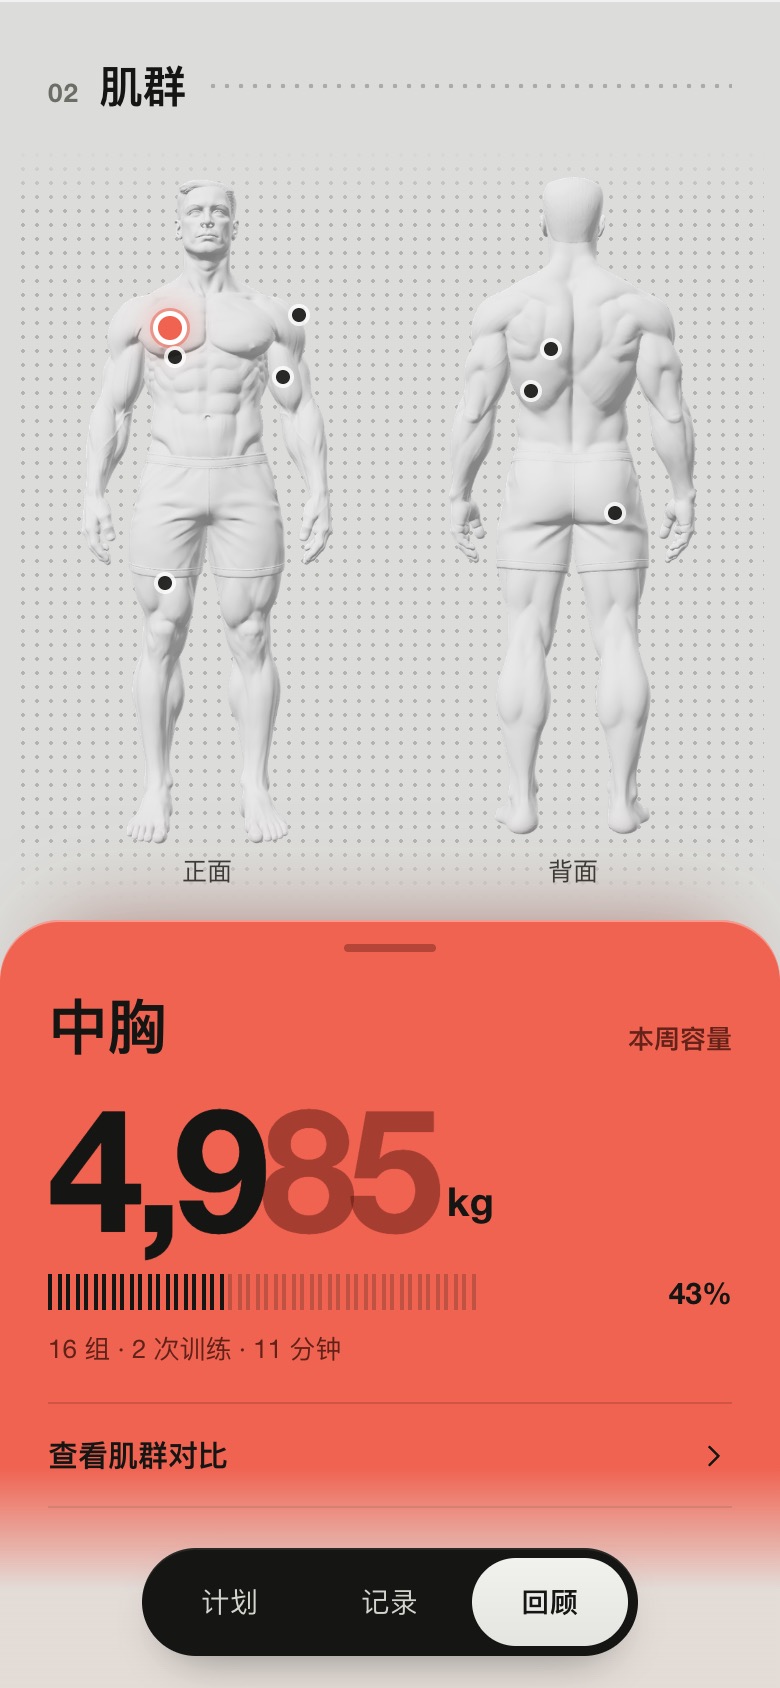 02 肌群
正面
背面
中胸
本周容量
4,985 kg
43%
16 组 · 2 次训练 · 11 分钟
查看肌群对比
计划
记录
回顾